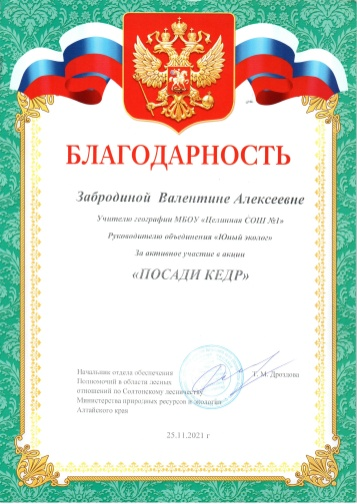 БЛАГОДАРНОСТЬ
Забродиной Валентине Алексеевне
Учителю географии МБОУ «Целинная СОШ №1»
Руководителю объединения «Юный эколог»
За активное участие в акции
«ПОСАДИ КЕДР»
Начальник отдела обеспечения
Полномочий в области лесных
отношений по Солтонскому лесничеству
Министерства природных ресурсов и экологии
Алтайского края
Г. М. Дроздова
25.11.2021 г